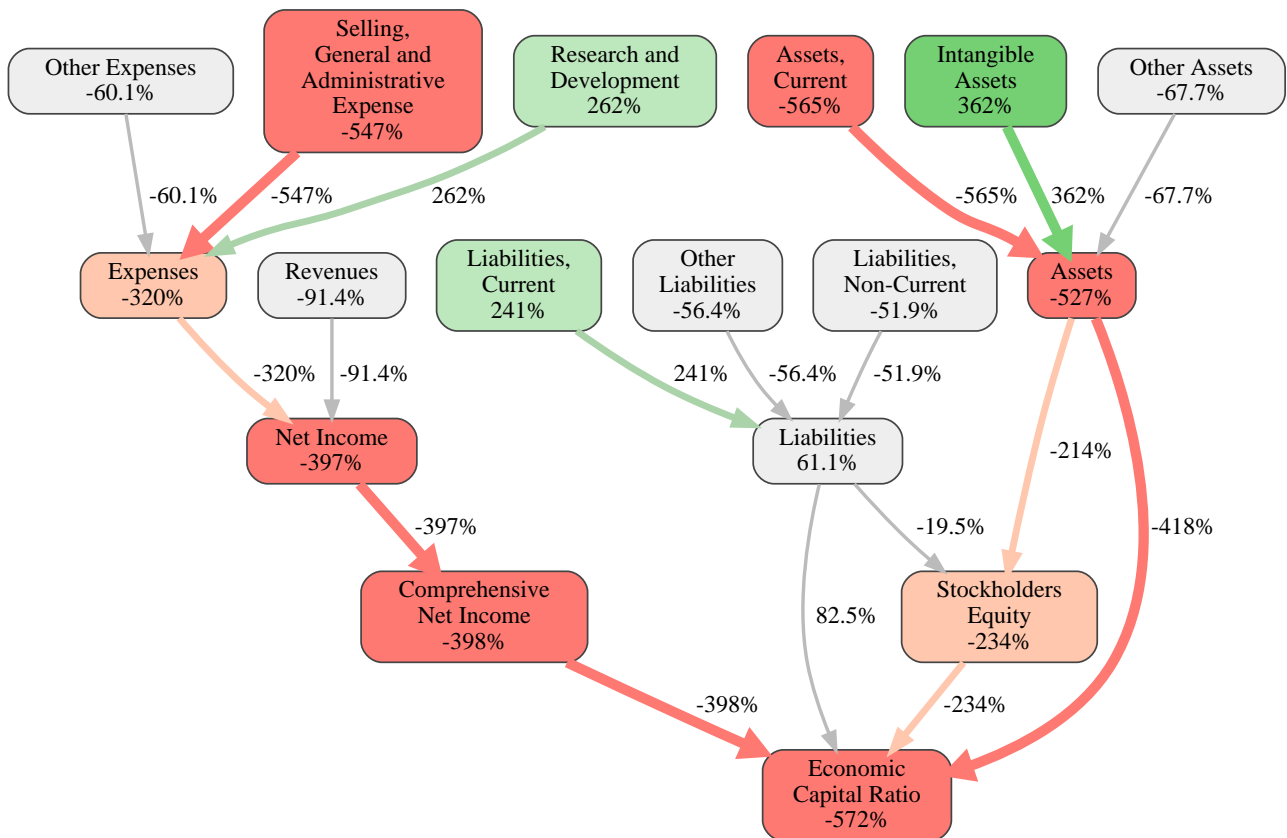 Other Expenses
-60.1%
Selling,
General and
Administrative
Expense
-547%
Research and
Development
262%
Assets,
Current
-565%
Intangible
Assets
362%
Other Assets
-67.7%
-60.1%
-547%
262%
-565%
362%
-67.7%
Expenses
-320%
Revenues
-91.4%
Liabilities,
Current
241%
Other
Liabilities
-56.4%
Liabilities,
Non-Current
-51.9%
Assets
-527%
-320%
-91.4%
241%
-56.4%
-51.9%
Net Income
-397%
Liabilities
61.1%
-214%
-397%
-19.5%
-418%
Comprehensive
Net Income
-398%
82.5%
Stockholders
Equity
-234%
-398%
-234%
Economic
Capital Ratio
-572%